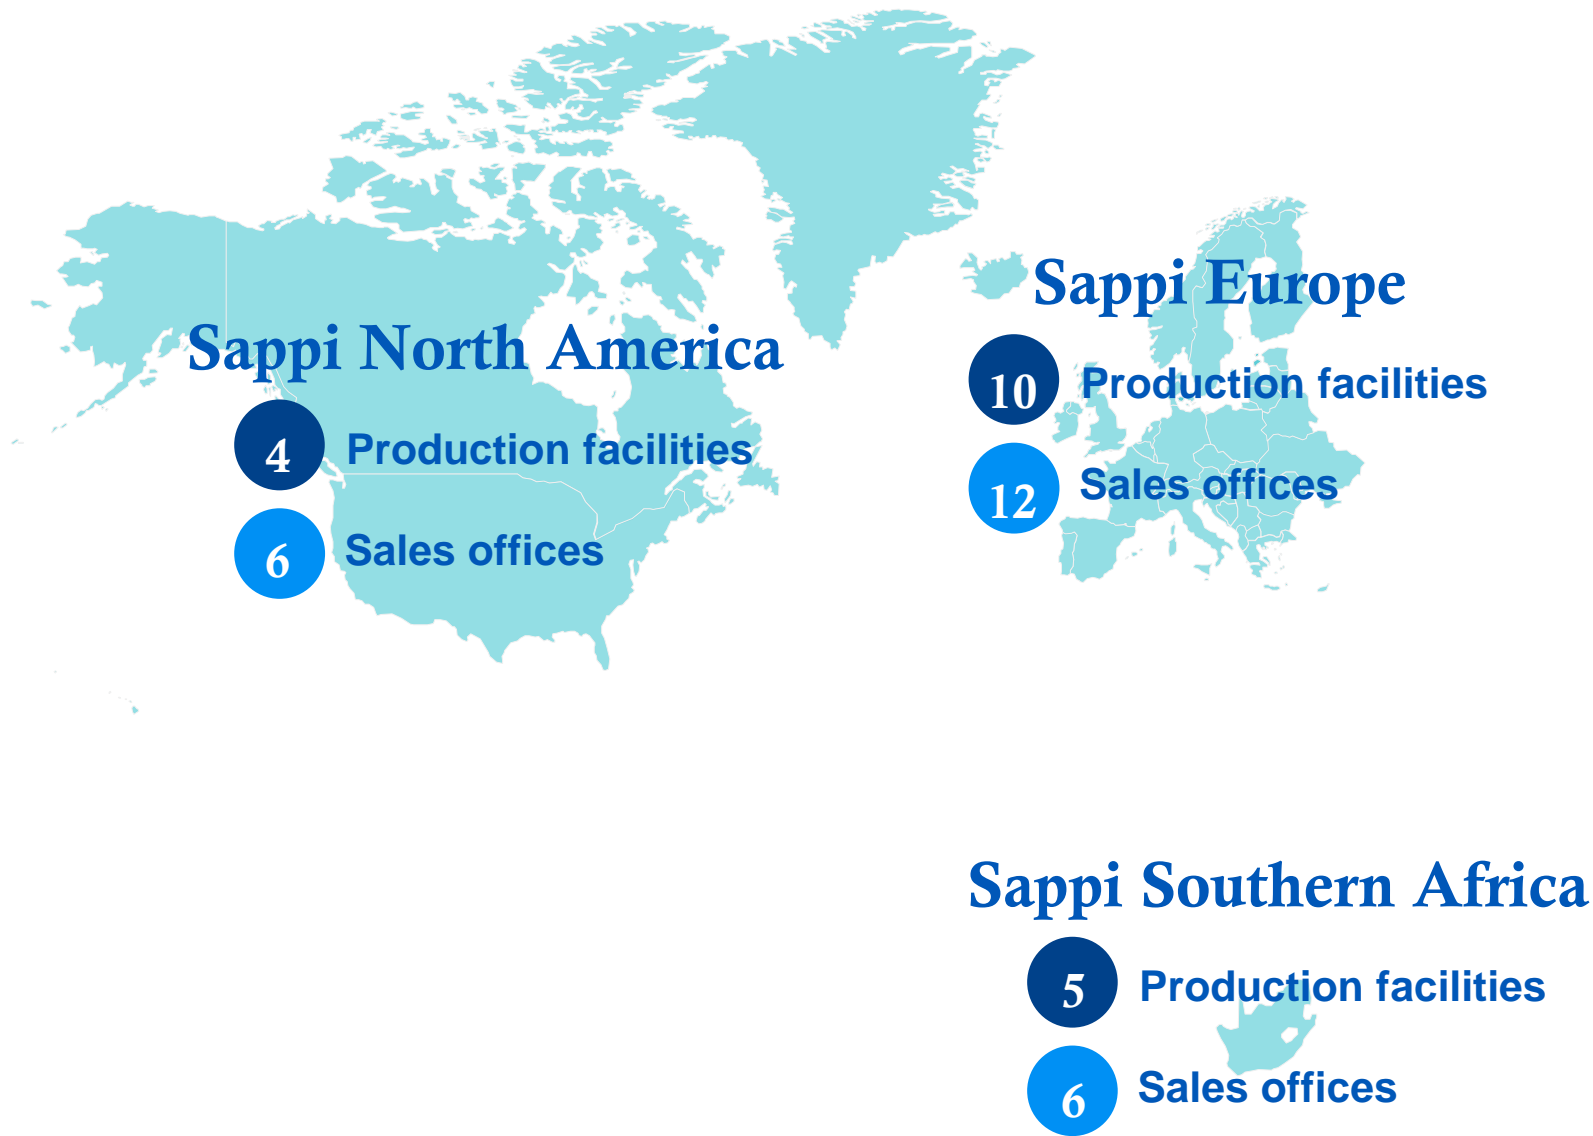 Sappi North America
4 Production facilities
6 Sales offices
Sappi Europe
10 Production facilities
12 Sales offices
Sappi Southern Africa
5 Production facilities
6 Sales offices